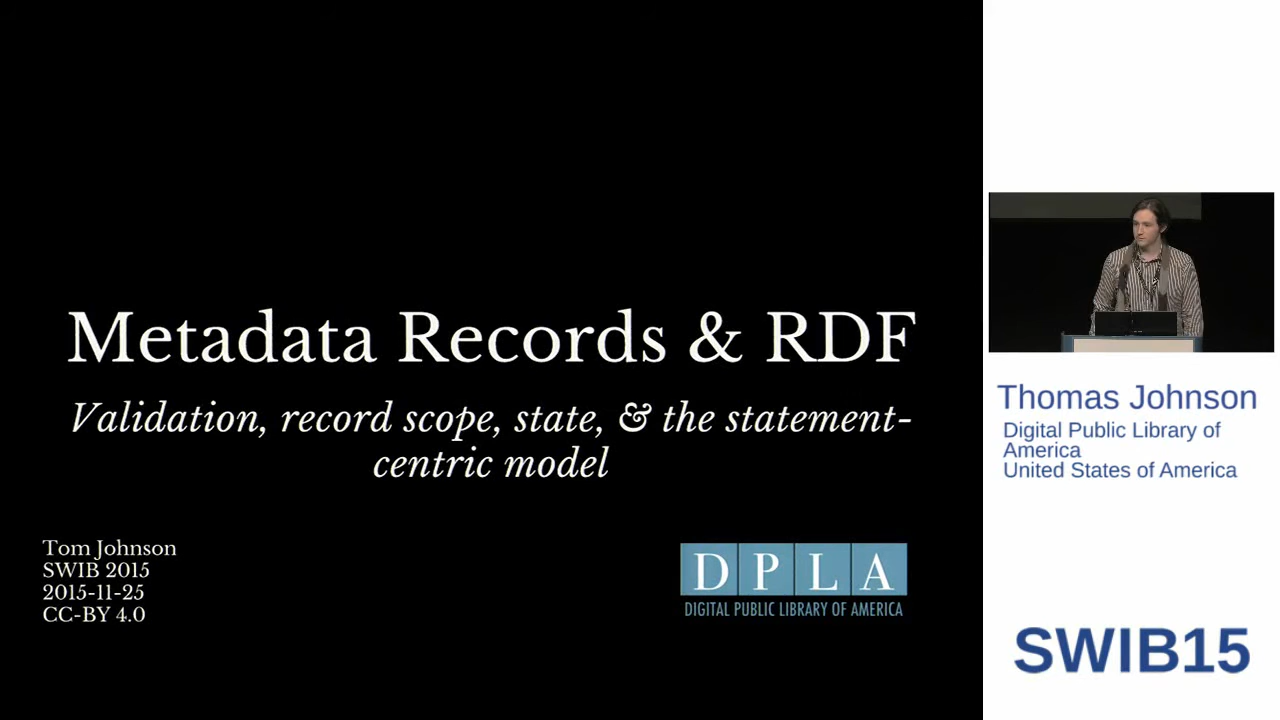 Metadata Records & RDF
Validation, record scope, state, & the statement-
centric model
Tom Johnson
SWIB 2015
2015-11-25
CC-BY 4.0
DPLA
DIGITAL PUBLIC LIBRARY OF AMERICA
Thomas Johnson
Digital Public Library of
America
United States of America
SWIB15